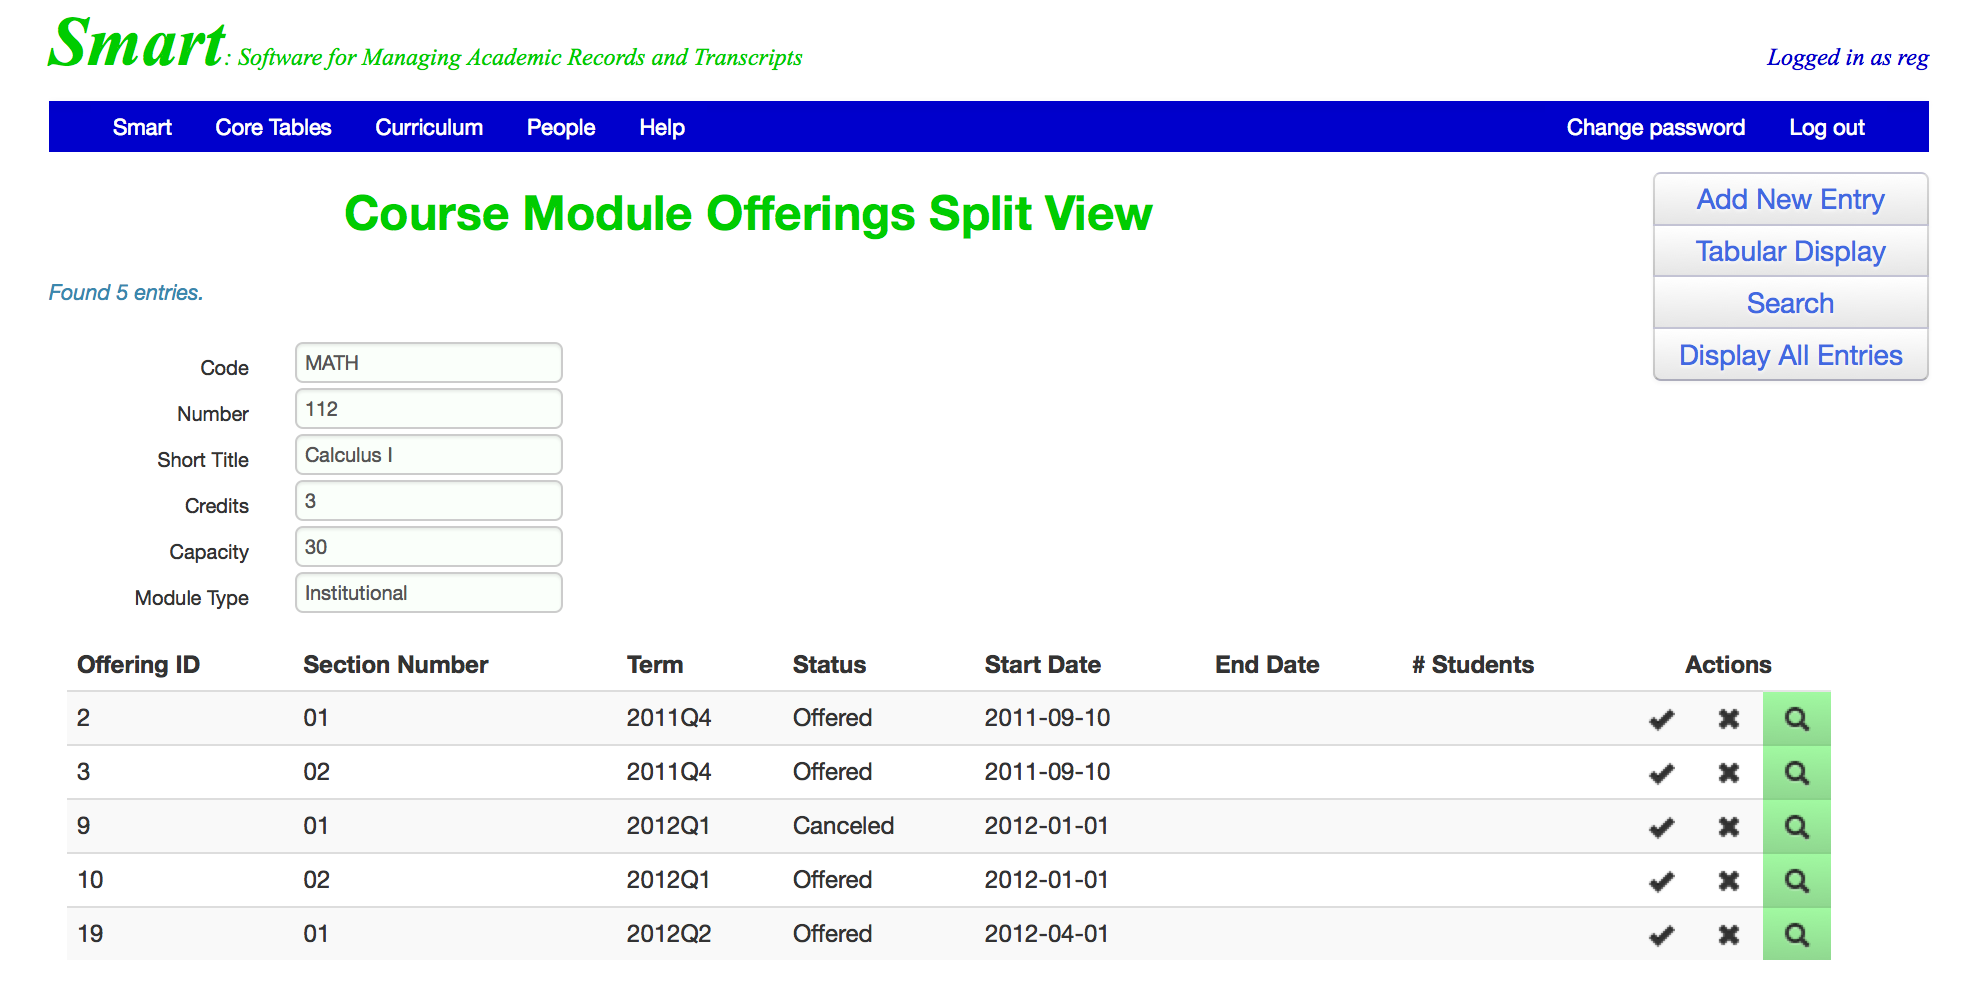 Smart: Software for Managing Academic Records and Transcripts
Logged in as reg
Smart Core Tables Curriculum People Help Change password Log out
Course Module Offerings Split View
Add New Entry
Tabular Display
Search
Display All Entries
Found 5 entries.
Code MATH
Number 112
Short Title Calculus I
Credits 3
Capacity 30
Module Type Institutional
Offering ID Section Number Term Status Start Date End Date # Students Actions
2 01 2011Q4 Offered 2011-09-10
3 02 2011Q4 Offered 2011-09-10
9 01 2012Q1 Canceled 2012-01-01
10 02 2012Q1 Offered 2012-01-01
19 01 2012Q2 Offered 2012-04-01